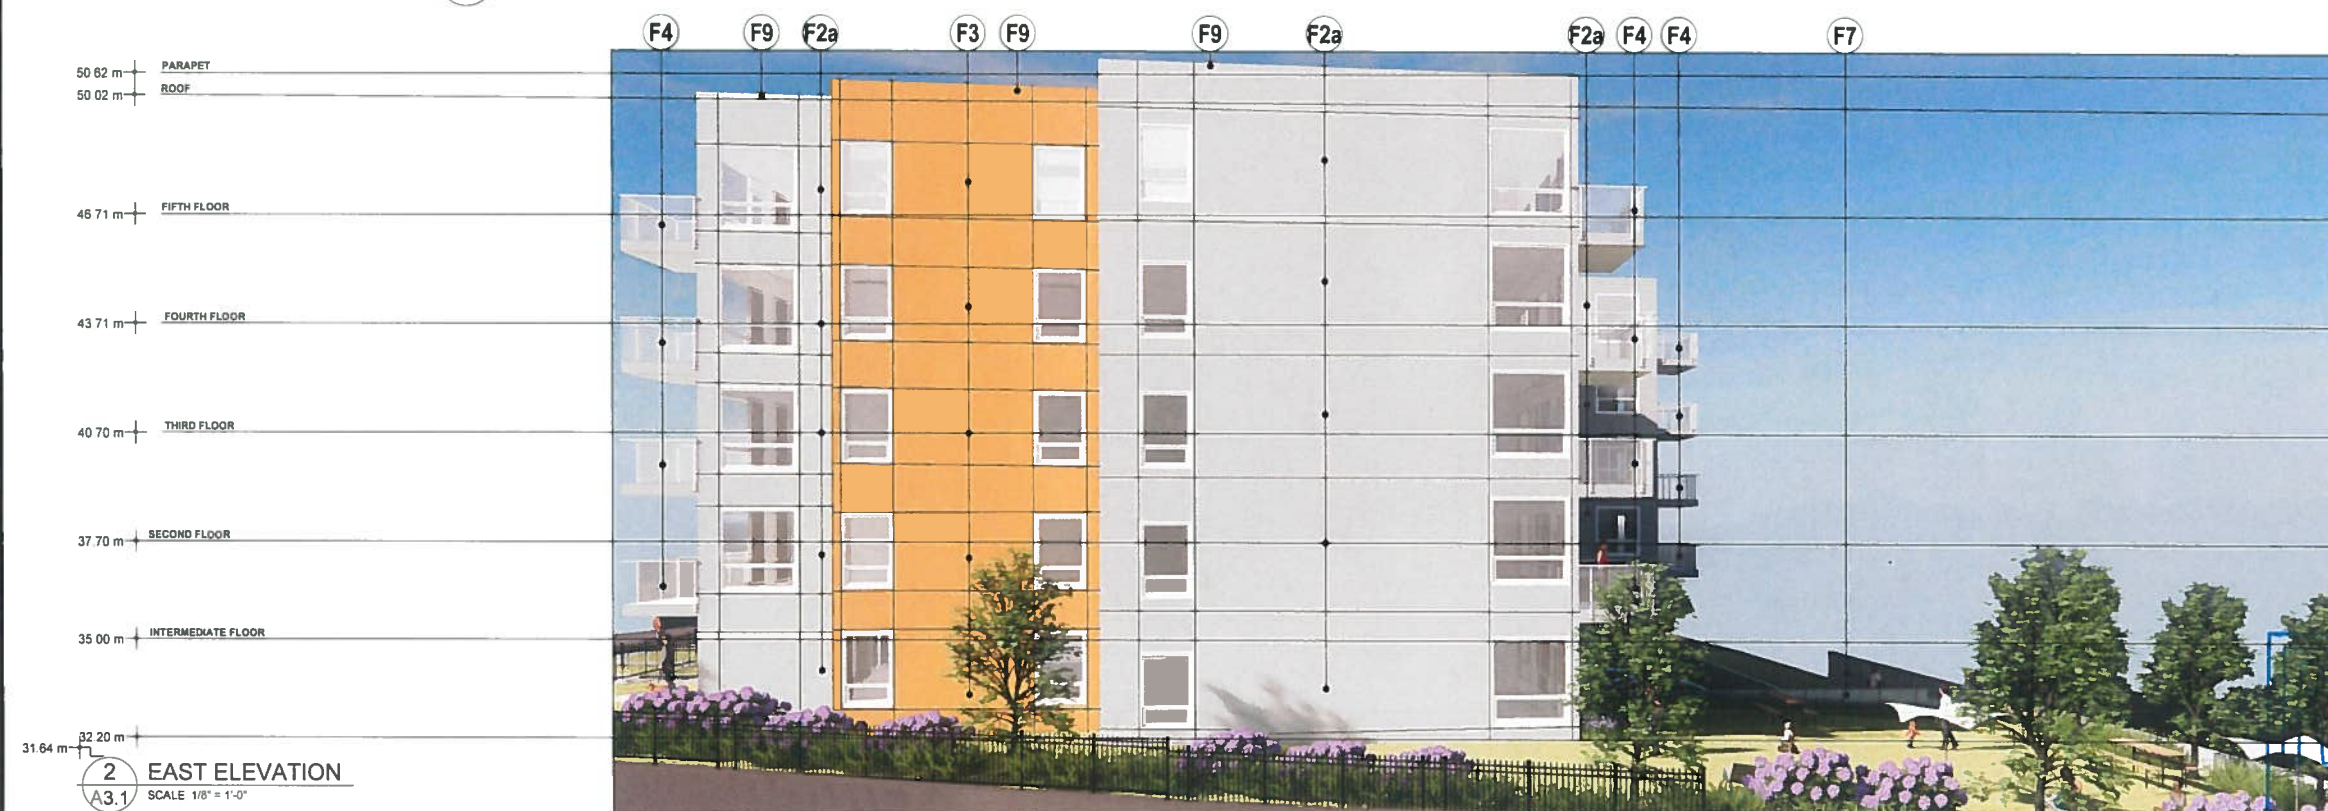 F4 F9 F2a F3 F9 F9 F2a F2a F4 F4 F7
50 62 m PARAPET
50 02 m ROOF
46 71 m FIFTH FLOOR
43 71 m FOURTH FLOOR
40 70 m THIRD FLOOR
37.70 m SECOND FLOOR
35 00 m INTERMEDIATE FLOOR
32 20 m
31.64 m
2 EAST ELEVATION
A3.1 SCALE 1/8" = 1'-0"